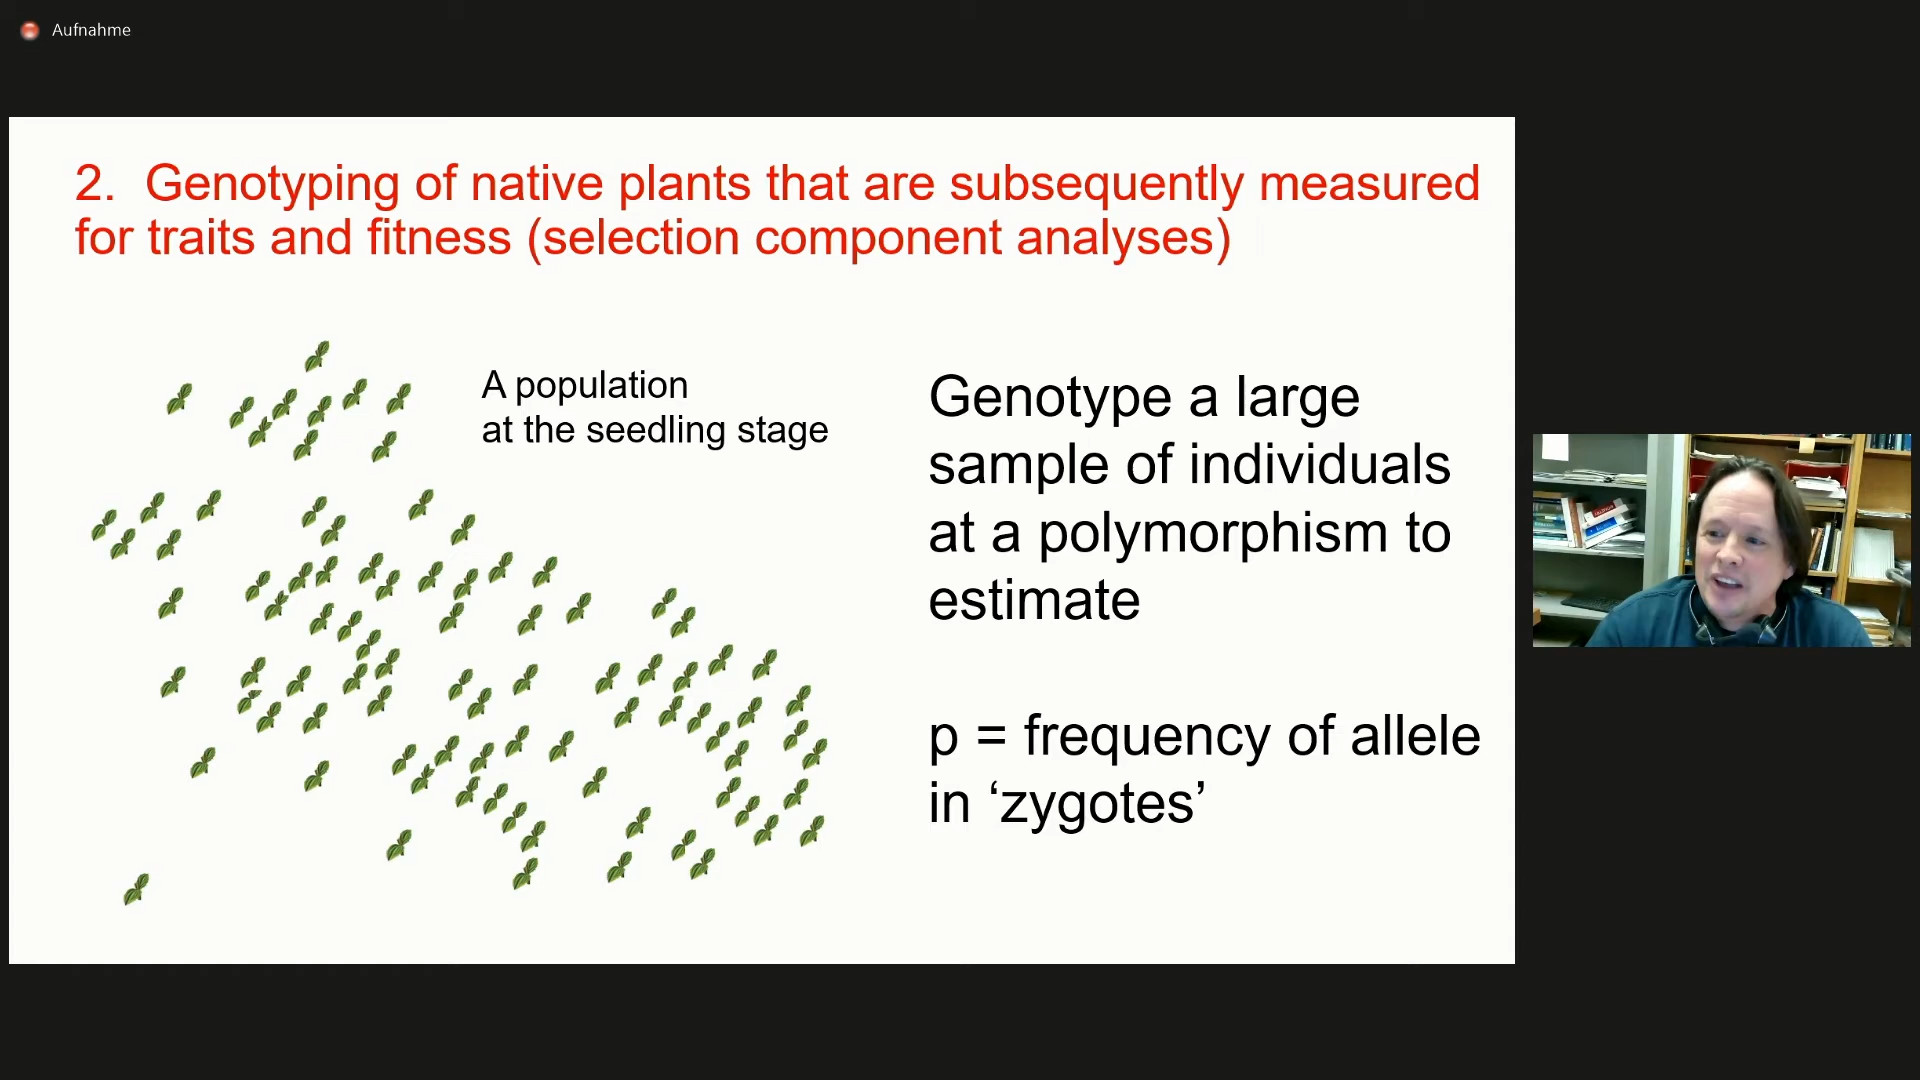 Aufnahme
2.  Genotyping of native plants that are subsequently measured
for traits and fitness (selection component analyses)
A population
at the seedling stage
Genotype a large
sample of individuals
at a polymorphism to
estimate
p = frequency of allele
in ‘zygotes’